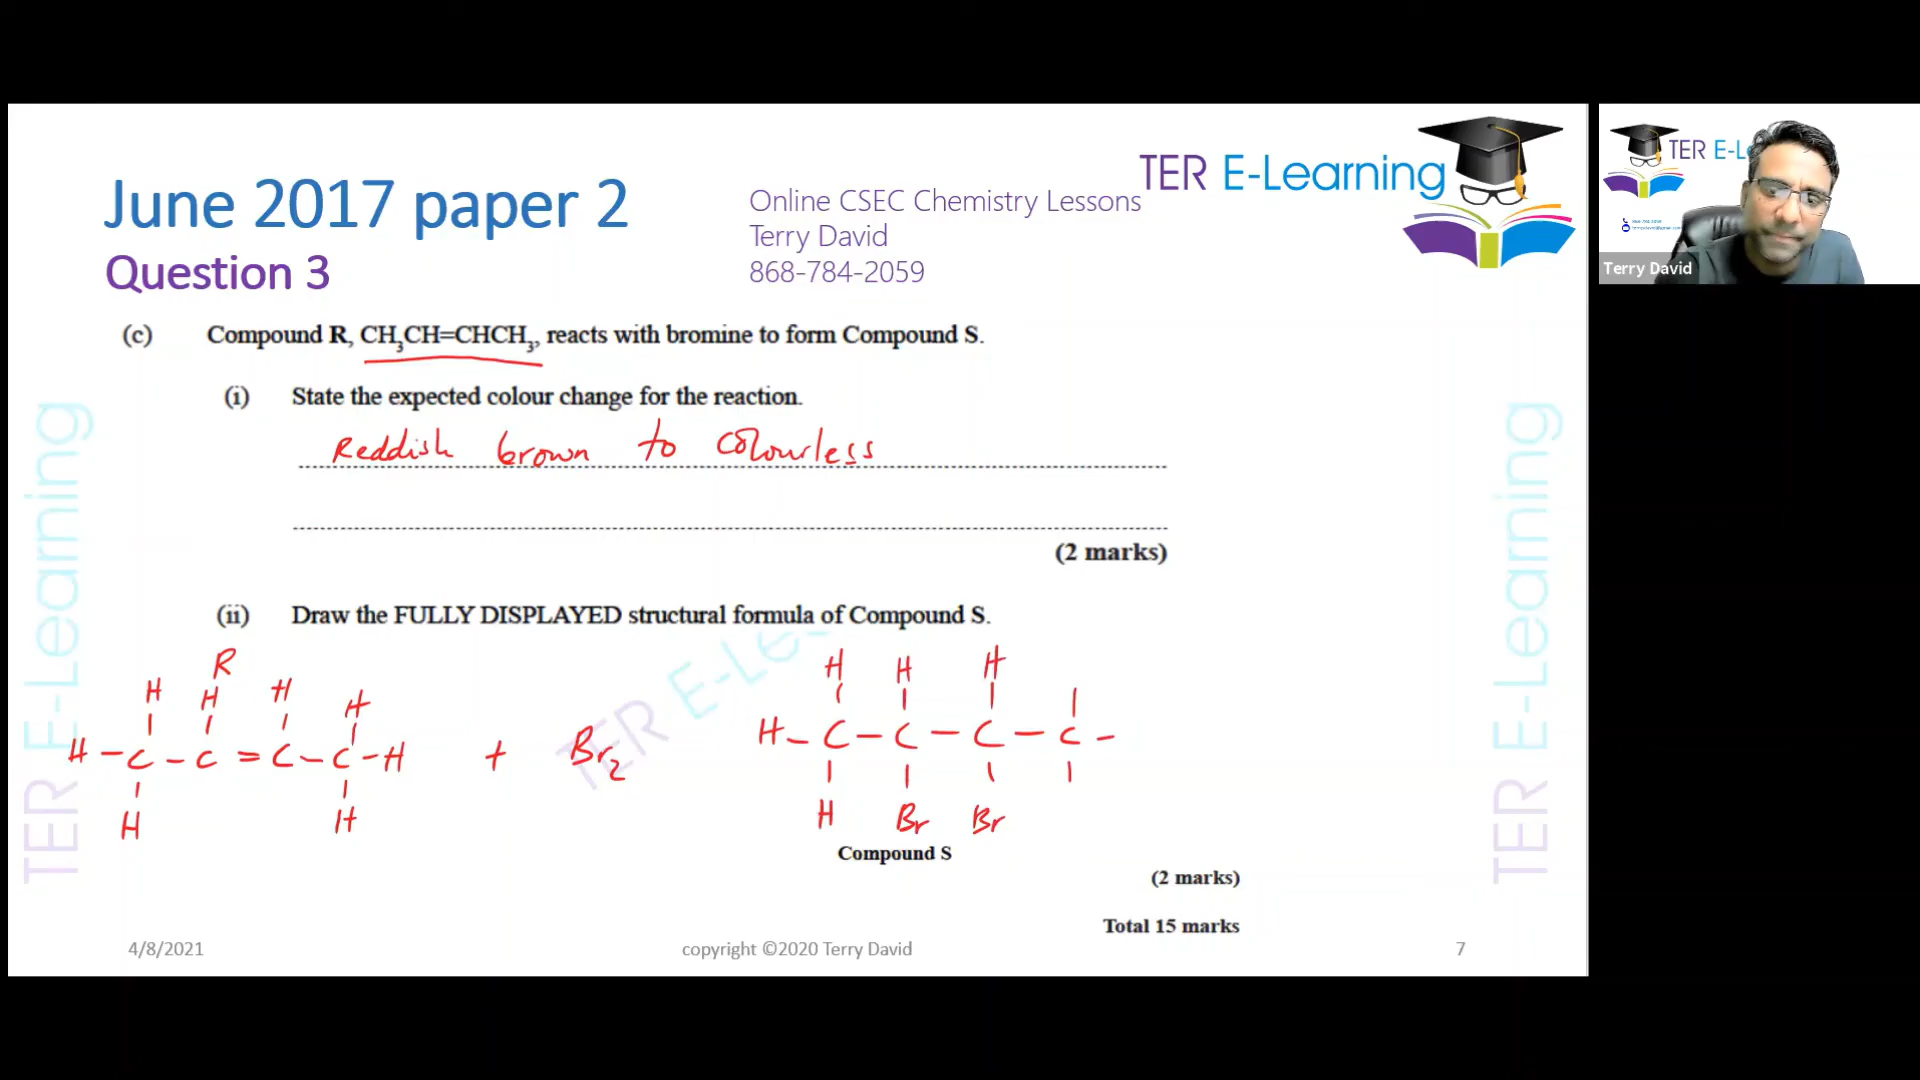 June 2017 paper 2
Question 3
Online CSEC Chemistry Lessons
Terry David
868-784-2059
TER E-Learning
TER E-L
Terry David
(c) Compound R, CH₃CH=CHCH₃, reacts with bromine to form Compound S.
(i) State the expected colour change for the reaction.
Reddish brown to colourless
(2 marks)
(ii) Draw the FULLY DISPLAYED structural formula of Compound S.
R
H H H H
H - C - C = C - C - H + Br₂
H H
H H H
H - C - C - C - C -
H Br Br
Compound S
(2 marks)
Total 15 marks
TER E-Learning
TER E-Le
TER E-Learning
4/8/2021 copyright ©2020 Terry David 7